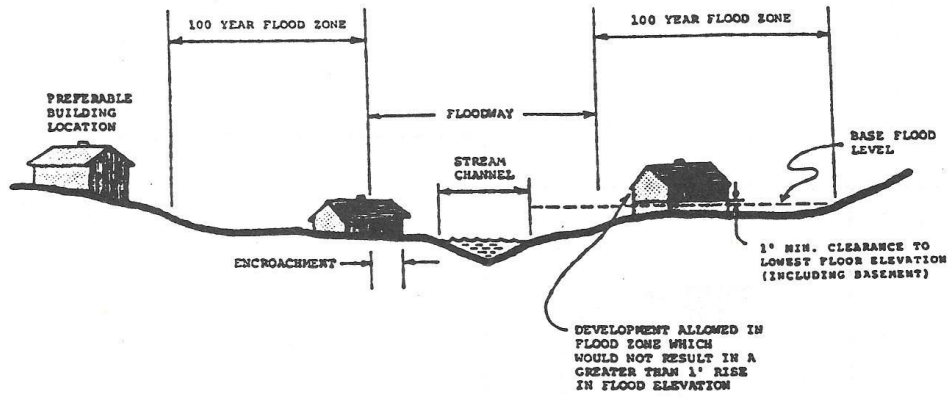 100 YEAR FLOOD ZONE
100 YEAR FLOOD ZONE
PREFERABLE
BUILDING
LOCATION
FLOODWAY
STREAM
CHANNEL
BASE FLOOD
LEVEL
ENCROACHMENT
1' MIN. CLEARANCE TO
LOWEST FLOOR ELEVATION
(INCLUDING BASEMENT)
DEVELOPMENT ALLOWED IN
FLOOD ZONE WHICH
WOULD NOT RESULT IN A
GREATER THAN 1' RISE
IN FLOOD ELEVATION